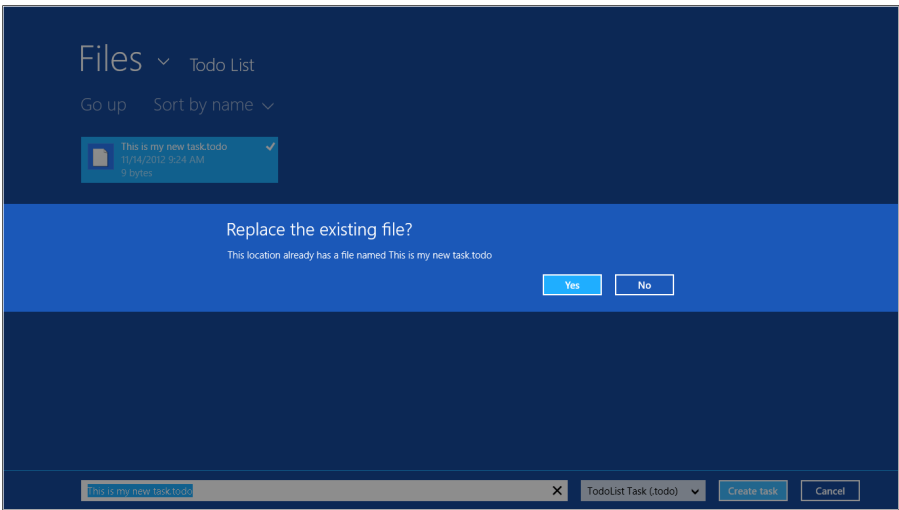 Files Todo List
Go up Sort by name
This is my new task.todo
11/14/2012 9:24 AM
9 bytes
Replace the existing file?
This location already has a file named This is my new task.todo
Yes No
This is my new task.todo TodoList Task (.todo) Create task Cancel